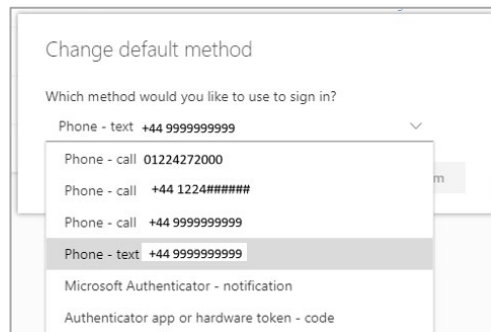 Change default method
Which method would you like to use to sign in?
Phone - text +44 9999999999
Phone - call 01224272000
Phone - call +44 1224######
Phone - call +44 9999999999
Phone - text +44 9999999999
m
Microsoft Authenticator - notification
Authenticator app or hardware token - code